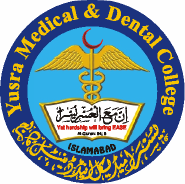 Yusra Medical & Dental College
إن مع العسر يسرا
Yet hardship will bring EASE
Al Quran: 94: 6
ISLAMABAD